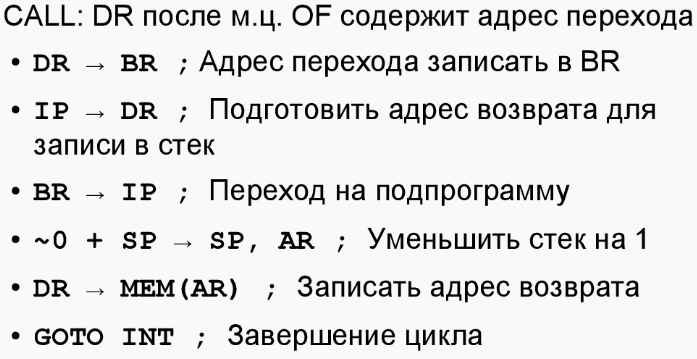 CALL: DR после м.ц. OF содержит адрес перехода
• DR → BR ; Адрес перехода записать в BR
• IP → DR ; Подготовить адрес возврата для
записи в стек
• BR → IP ; Переход на подпрограмму
• ~0 + SP → SP, AR ; Уменьшить стек на 1
• DR → MEM(AR) ; Записать адрес возврата
• GOTO INT ; Завершение цикла